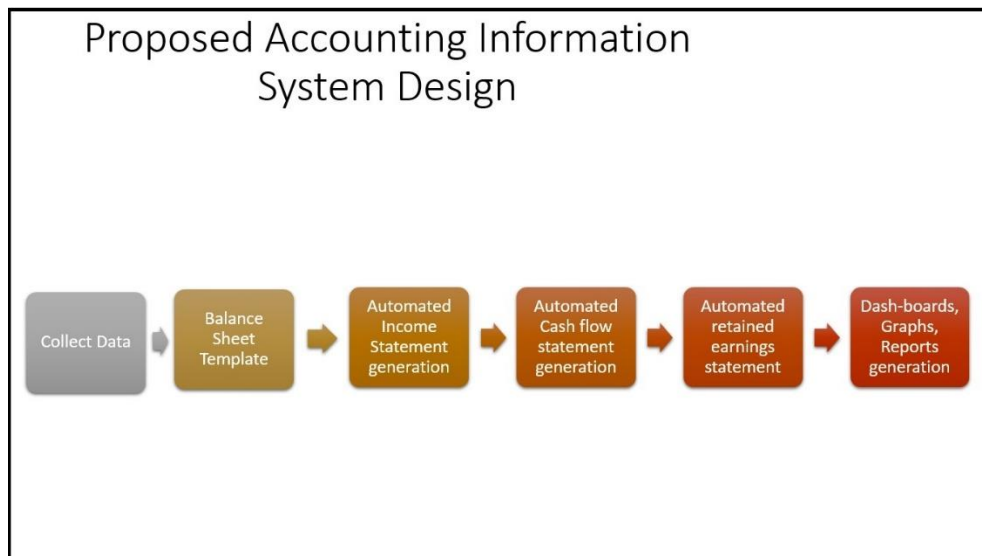 Proposed Accounting Information
System Design
Collect Data
Balance
Sheet
Template
Automated
Income
Statement
generation
Automated
Cash flow
statement
generation
Automated
retained
earnings
statement
Dash-boards,
Graphs,
Reports
generation